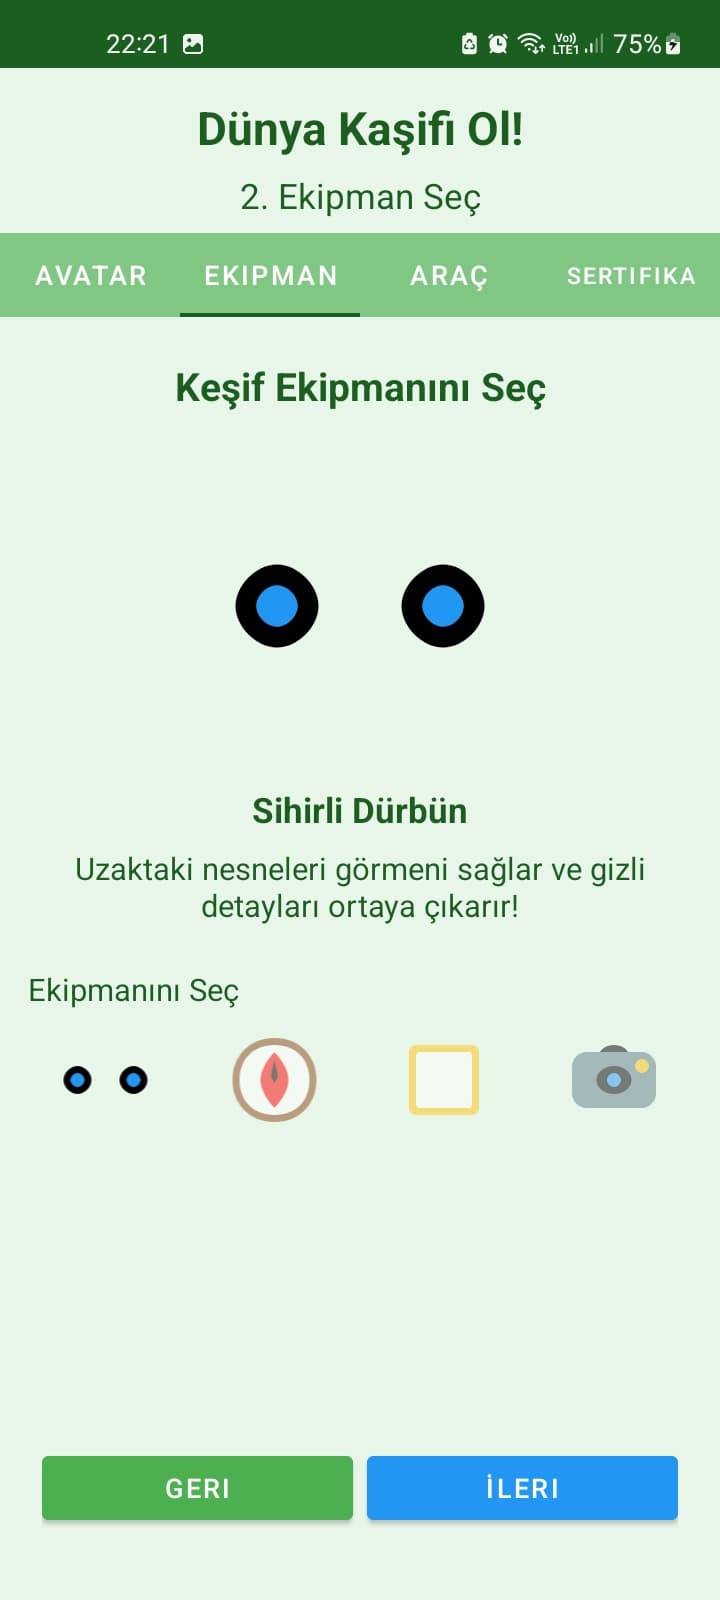 22:21
Vo))
LTE1
75%
Dünya Kaşifi Ol!
2. Ekipman Seç
AVATAR
EKIPMAN
ARAÇ
SERTIFIKA
Keşif Ekipmanını Seç
Sihirli Dürbün
Uzaktaki nesneleri görmeni sağlar ve gizli
detayları ortaya çıkarır!
Ekipmanını Seç
GERI
İLERI